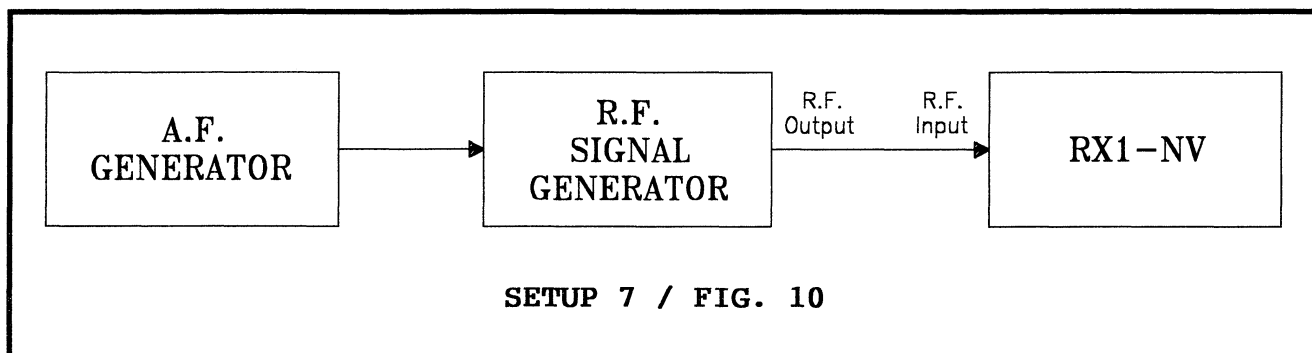 A.F.
GENERATOR
R.F.
SIGNAL
GENERATOR
R.F.
Output
R.F.
Input
RX1-NV
SETUP 7 / FIG. 10